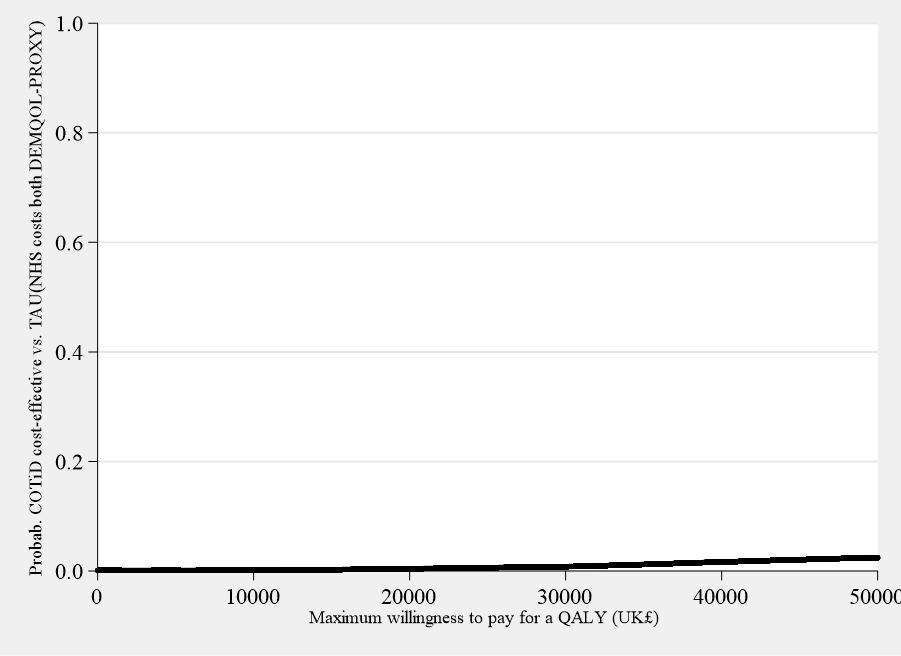 Probab. COTiD cost-effective vs. TAU(NHS costs both DEMQOL-PROXY)
1.0
0.8
0.6
0.4
0.2
0.0
0 10000 20000 30000 40000 50000
Maximum willingness to pay for a QALY (UK£)